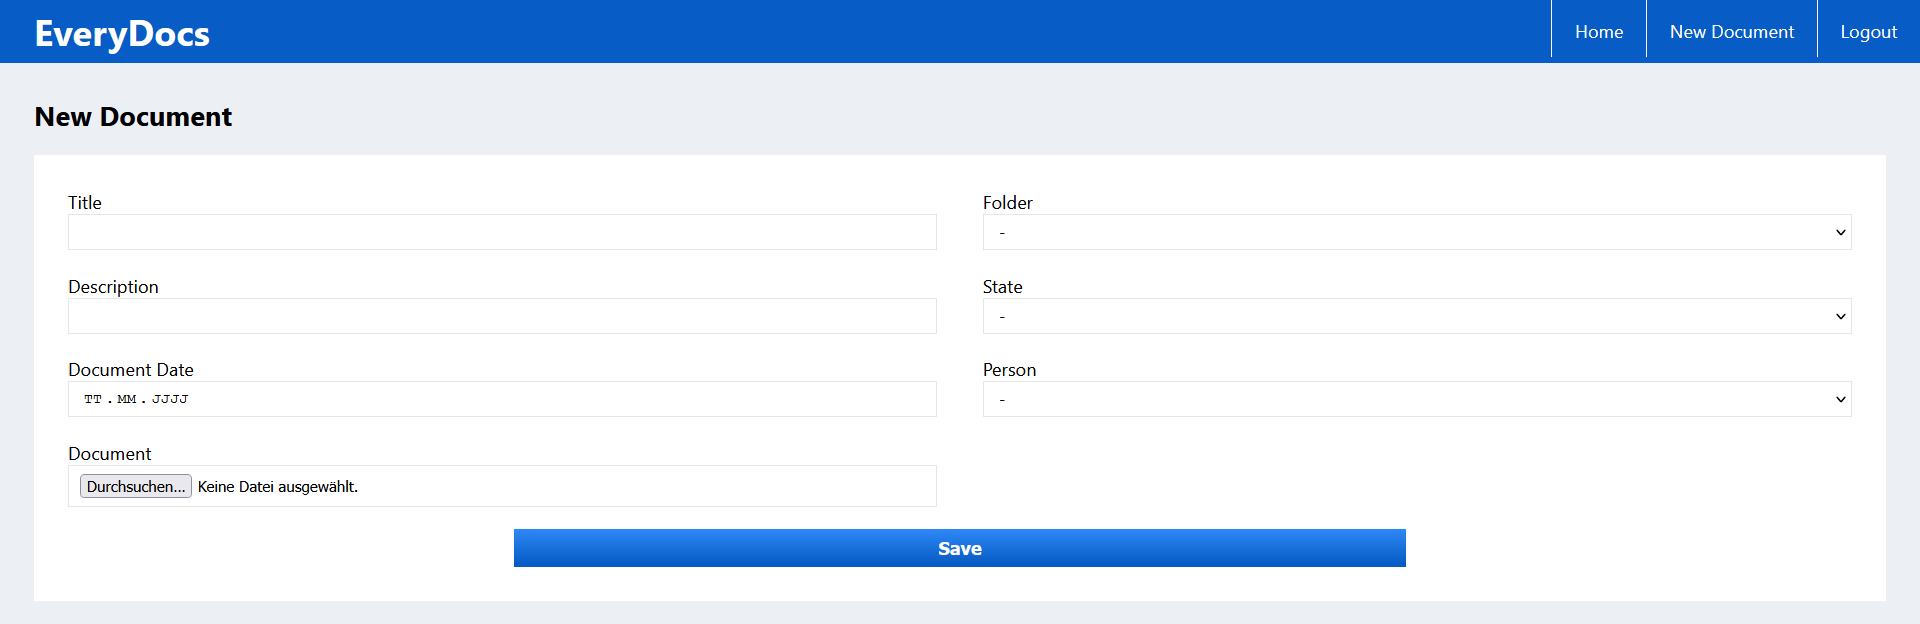 EveryDocs
Home
New Document
Logout
New Document
Title
Folder
-
Description
State
-
Document Date
TT.MM.JJJJ
Person
-
Document
Durchsuchen... Keine Datei ausgewählt.
Save